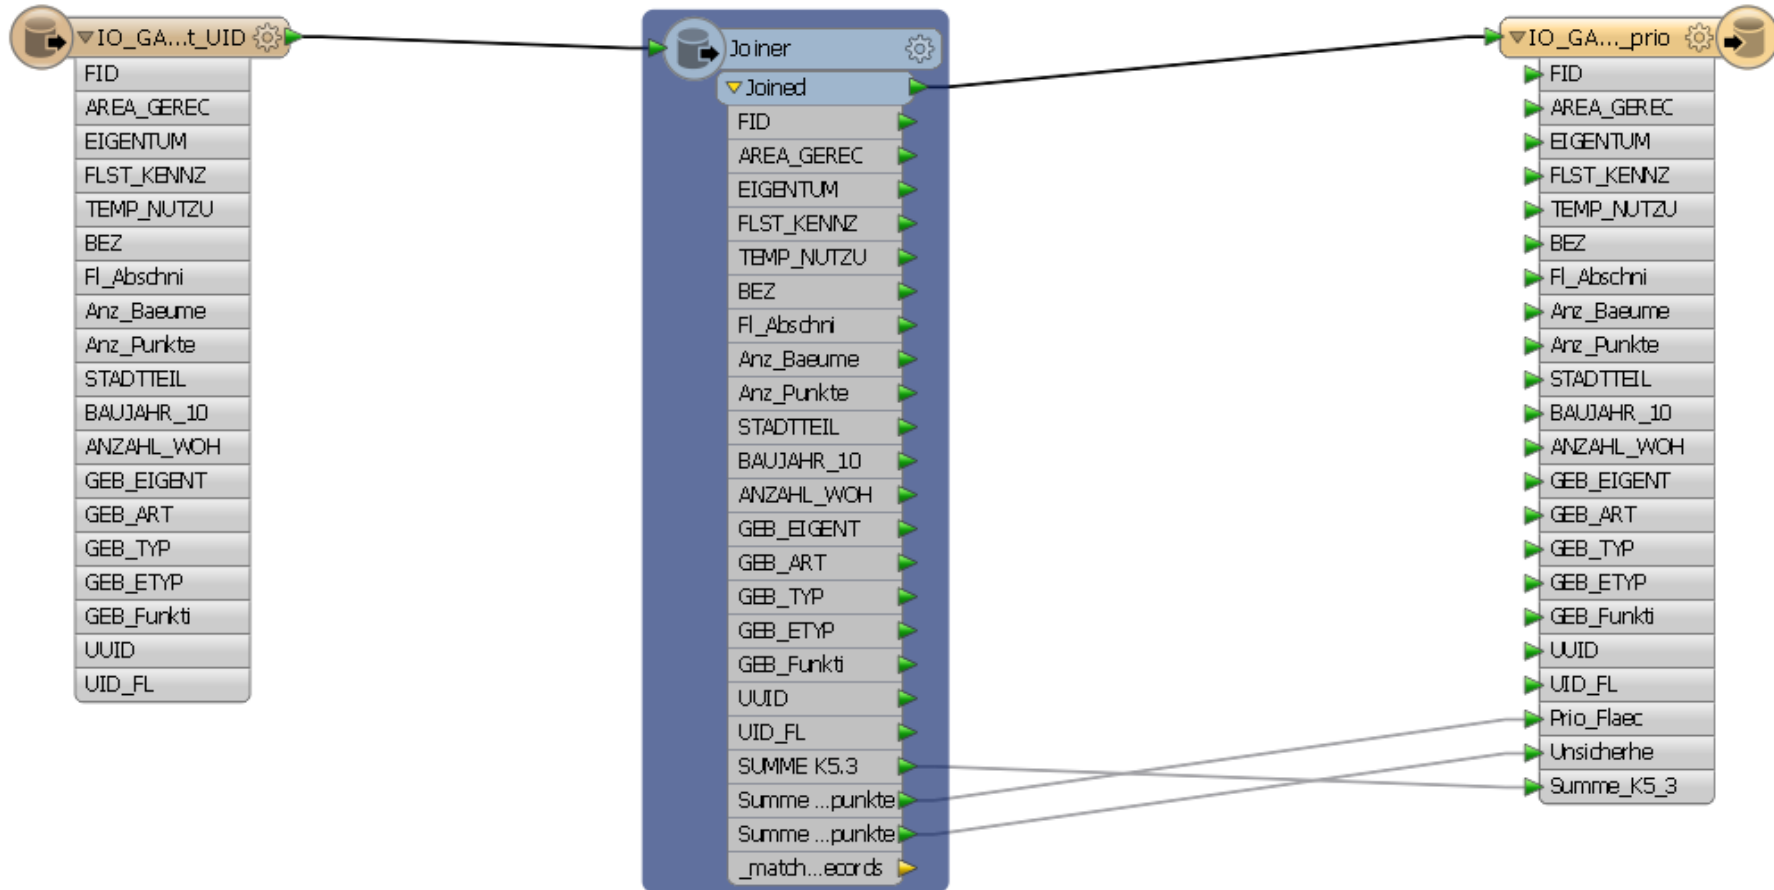 IO_GA...t_UID
FID
AREA_GEREC
EIGENTUM
FLST_KENNZ
TEMP_NUTZU
BEZ
Fl_Abschni
Anz_Baeume
Anz_Punkte
STADTTEIL
BAUJAHR_10
ANZAHL_WOH
GEB_EIGENT
GEB_ART
GEB_TYP
GEB_ETYP
GEB_Funkti
UUID
UID_FL
Joiner
Joined
FID
AREA_GEREC
EIGENTUM
FLST_KENNZ
TEMP_NUTZU
BEZ
Fl_Abschni
Anz_Baeume
Anz_Punkte
STADTTEIL
BAUJAHR_10
ANZAHL_WOH
GEB_EIGENT
GEB_ART
GEB_TYP
GEB_ETYP
GEB_Funkti
UUID
UID_FL
SUMME K5.3
Summe ...punkte
Summe ...punkte
_match...ecords
IO_GA..._prio
FID
AREA_GEREC
EIGENTUM
FLST_KENNZ
TEMP_NUTZU
BEZ
Fl_Abschni
Anz_Baeume
Anz_Punkte
STADTTEIL
BAUJAHR_10
ANZAHL_WOH
GEB_EIGENT
GEB_ART
GEB_TYP
GEB_ETYP
GEB_Funkti
UUID
UID_FL
Prio_Flaec
Unsicherhe
Summe_K5_3